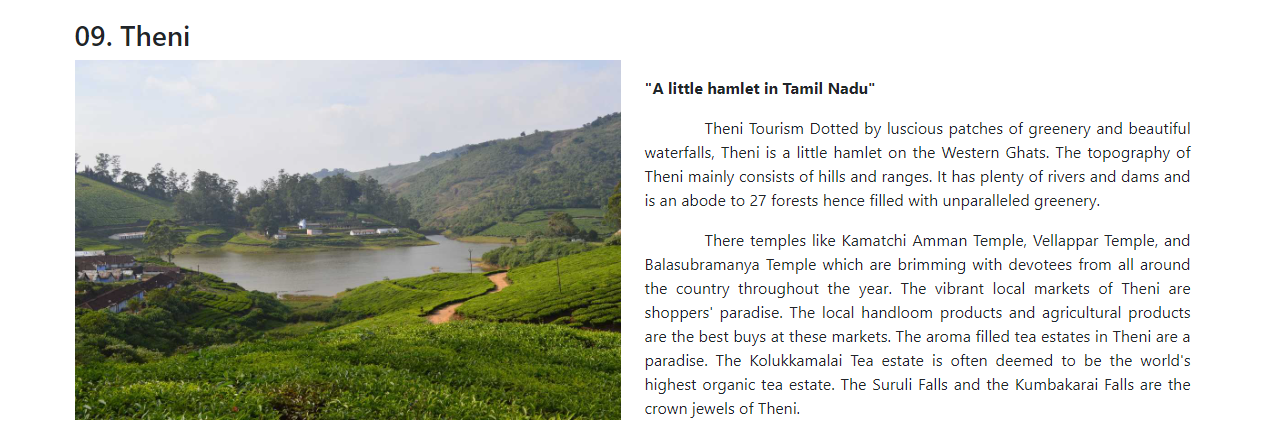 09. Theni
"A little hamlet in Tamil Nadu"
Theni Tourism Dotted by luscious patches of greenery and beautiful
waterfalls, Theni is a little hamlet on the Western Ghats. The topography of
Theni mainly consists of hills and ranges. It has plenty of rivers and dams and
is an abode to 27 forests hence filled with unparalleled greenery.
There temples like Kamatchi Amman Temple, Vellappar Temple, and
Balasubramanya Temple which are brimming with devotees from all around
the country throughout the year. The vibrant local markets of Theni are
shoppers' paradise. The local handloom products and agricultural products
are the best buys at these markets. The aroma filled tea estates in Theni are a
paradise. The Kolukkamalai Tea estate is often deemed to be the world's
highest organic tea estate. The Suruli Falls and the Kumbakarai Falls are the
crown jewels of Theni.